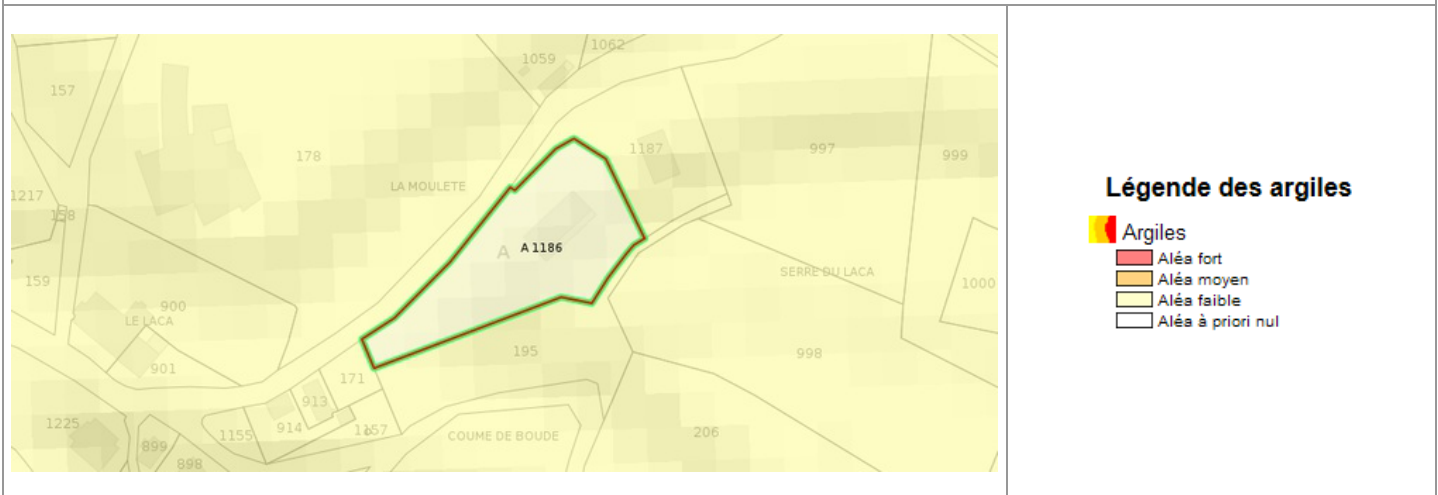 1062
1059
157
178
1187
997
999
LA MOULETE
1217
158
A
A 1186
159
SERRE DU LACA
1000
900
LE LACA
195
998
901
171
913
1225
914
1155
1157
COUME DE BOUDE
206
899
898
Légende des argiles
Argiles
Aléa fort
Aléa moyen
Aléa faible
Aléa à priori nul